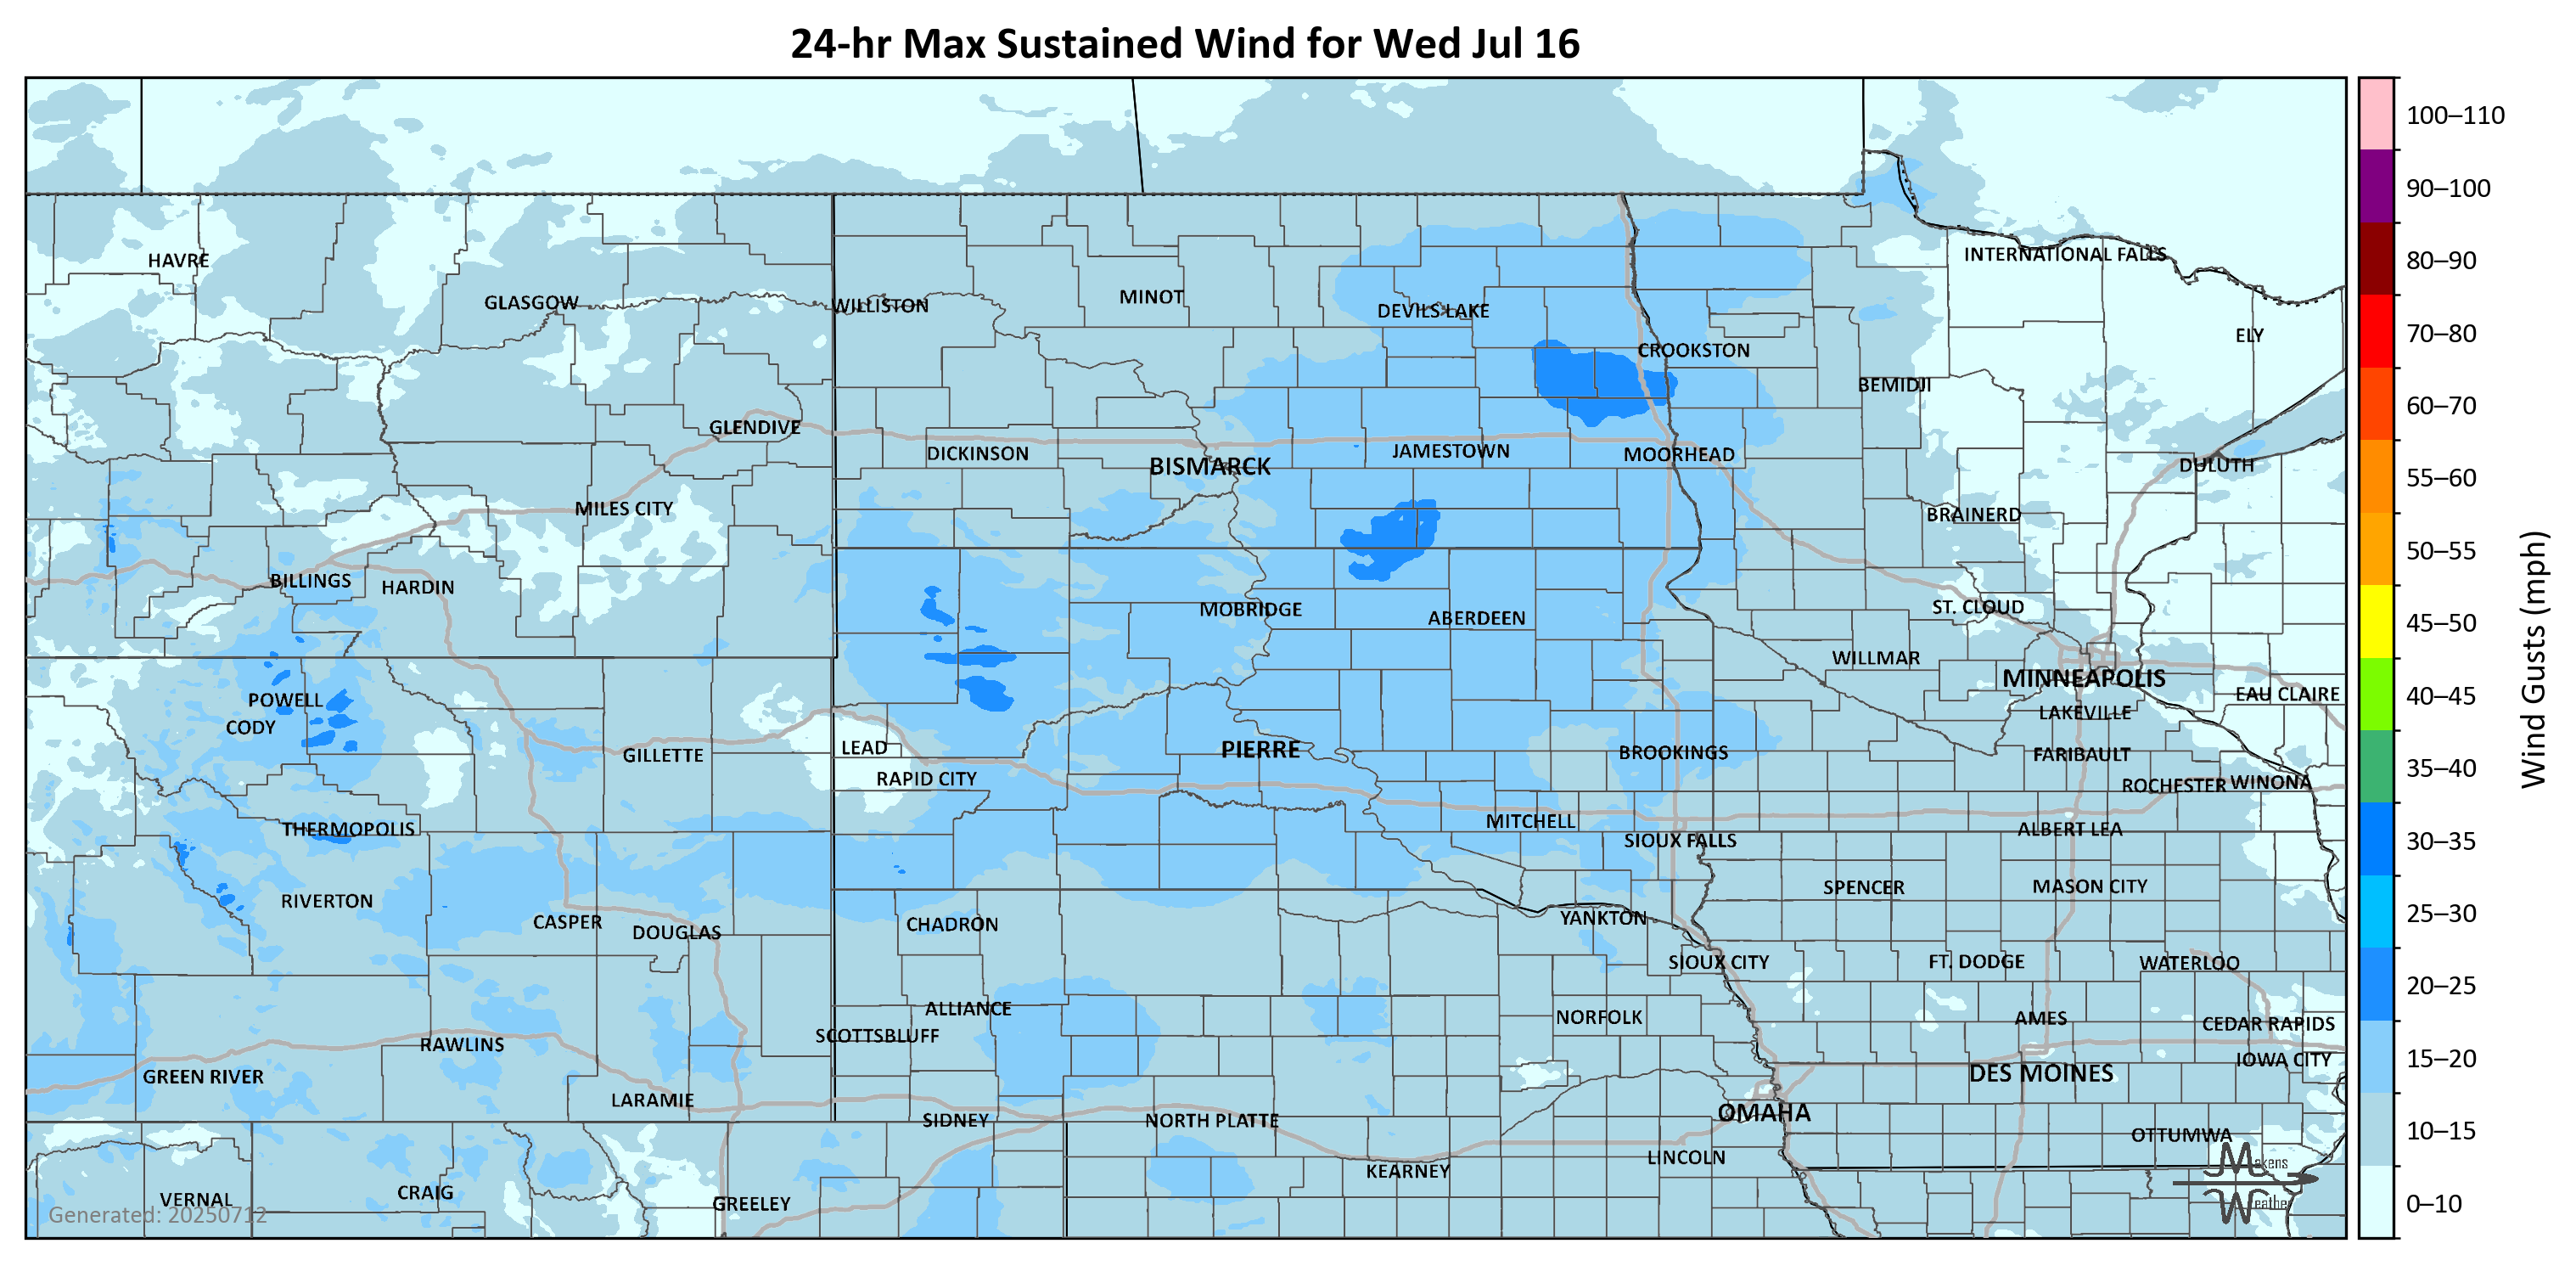 24-hr Max Sustained Wind for Wed Jul 16
100–110
90–100
80–90
70–80
60–70
55–60
50–55
45–50
40–45
35–40
30–35
25–30
20–25
15–20
10–15
0–10
Wind Gusts (mph)
HAVRE
INTERNATIONAL FALLS
GLASGOW
WILLISTON
MINOT
DEVILS LAKE
ELY
CROOKSTON
BEMIDJI
GLENDIVE
DICKINSON
BISMARCK
JAMESTOWN
MOORHEAD
DULUTH
MILES CITY
BRAINERD
BILLINGS
HARDIN
MOBRIDGE
ABERDEEN
ST. CLOUD
WILLMAR
MINNEAPOLIS
EAU CLAIRE
POWELL
CODY
LAKEVILLE
GILLETTE
LEAD
PIERRE
BROOKINGS
FARIBAULT
RAPID CITY
ROCHESTER
WINONA
THERMOPOLIS
MITCHELL
SIOUX FALLS
ALBERT LEA
RIVERTON
SPENCER
MASON CITY
CASPER
DOUGLAS
CHADRON
YANKTON
SIOUX CITY
FT. DODGE
WATERLOO
ALLIANCE
SCOTTSBLUFF
NORFOLK
AMES
CEDAR RAPIDS
RAWLINS
IOWA CITY
GREEN RIVER
DES MOINES
LARAMIE
SIDNEY
NORTH PLATTE
OMAHA
OTTUMWA
LINCOLN
KEARNEY
VERNAL
CRAIG
GREELEY
Generated: 20250712
Makens
Weather